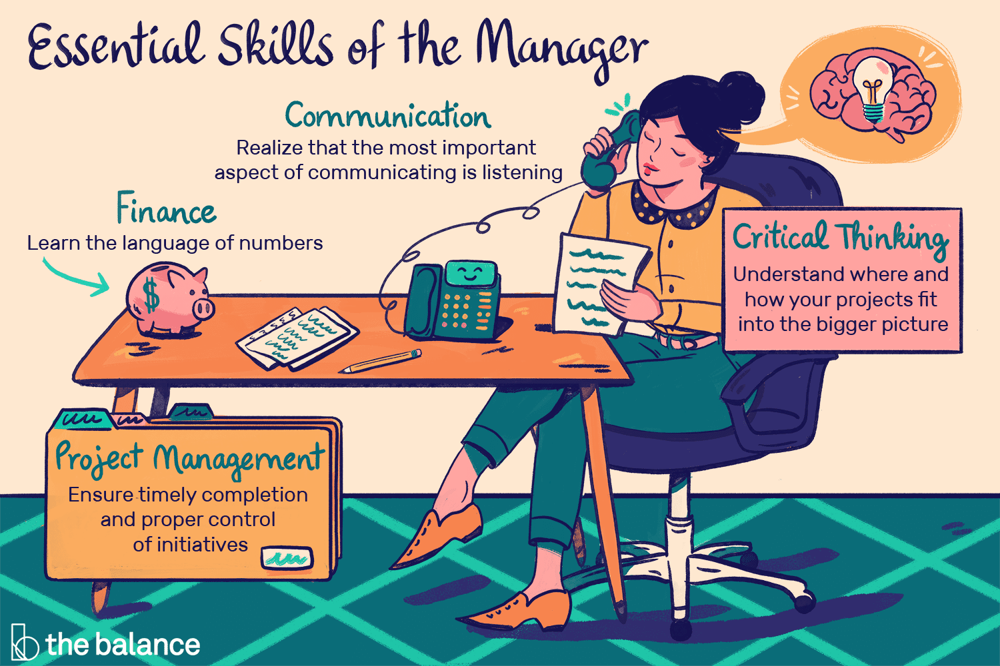 Essential Skills of the Manager
Communication
Realize that the most important
aspect of communicating is listening
Finance
Learn the language of numbers
$
Critical Thinking
Understand where and
how your projects fit
into the bigger picture
Project Management
Ensure timely completion
and proper control
of initiatives
the balance